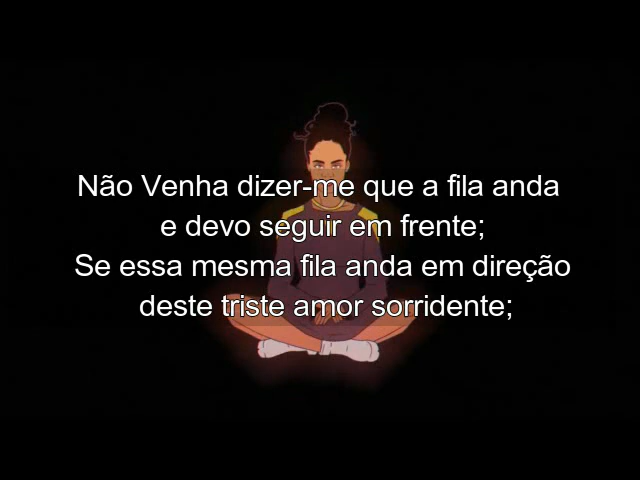 Não Venha dizer-me que a fila anda
e devo seguir em frente;
Se essa mesma fila anda em direção
deste triste amor sorridente;